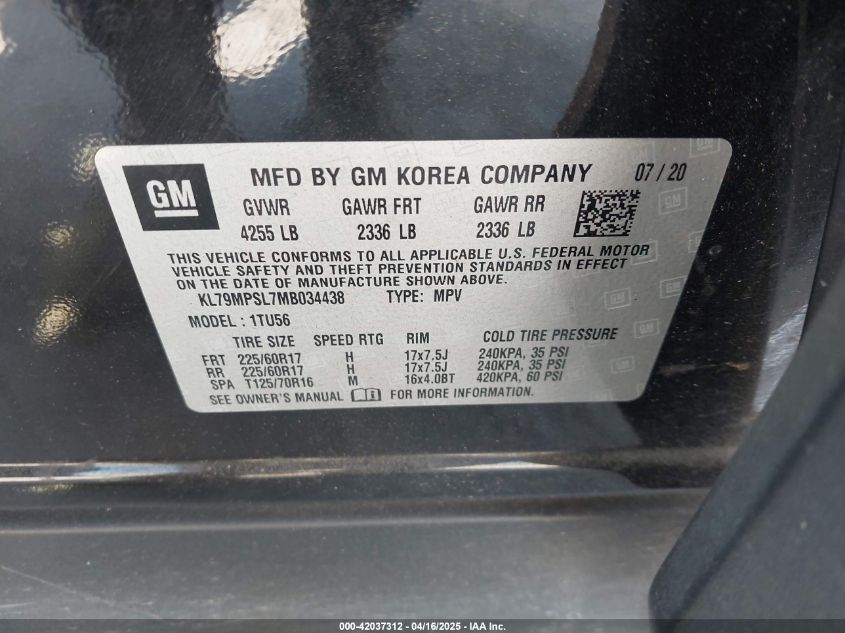 GM
MFD BY GM KOREA COMPANY 07 / 20
GVWR GAWR FRT GAWR RR
4255 LB 2336 LB 2336 LB
THIS VEHICLE CONFORMS TO ALL APPLICABLE U.S. FEDERAL MOTOR
VEHICLE SAFETY AND THEFT PREVENTION STANDARDS IN EFFECT
ON THE DATE OF MANUFACTURE SHOWN ABOVE.
KL79MPSL7MB034438 TYPE: MPV
MODEL : 1TU56
TIRE SIZE SPEED RTG RIM COLD TIRE PRESSURE
FRT 225/60R17 H 17x7.5J 240KPA, 35 PSI
RR 225/60R17 H 17x7.5J 240KPA, 35 PSI
SPA T125/70R16 M 16x4.0BT 420KPA, 60 PSI
SEE OWNER'S MANUAL FOR MORE INFORMATION.
000-42037312 - 04/16/2025 - IAA Inc.